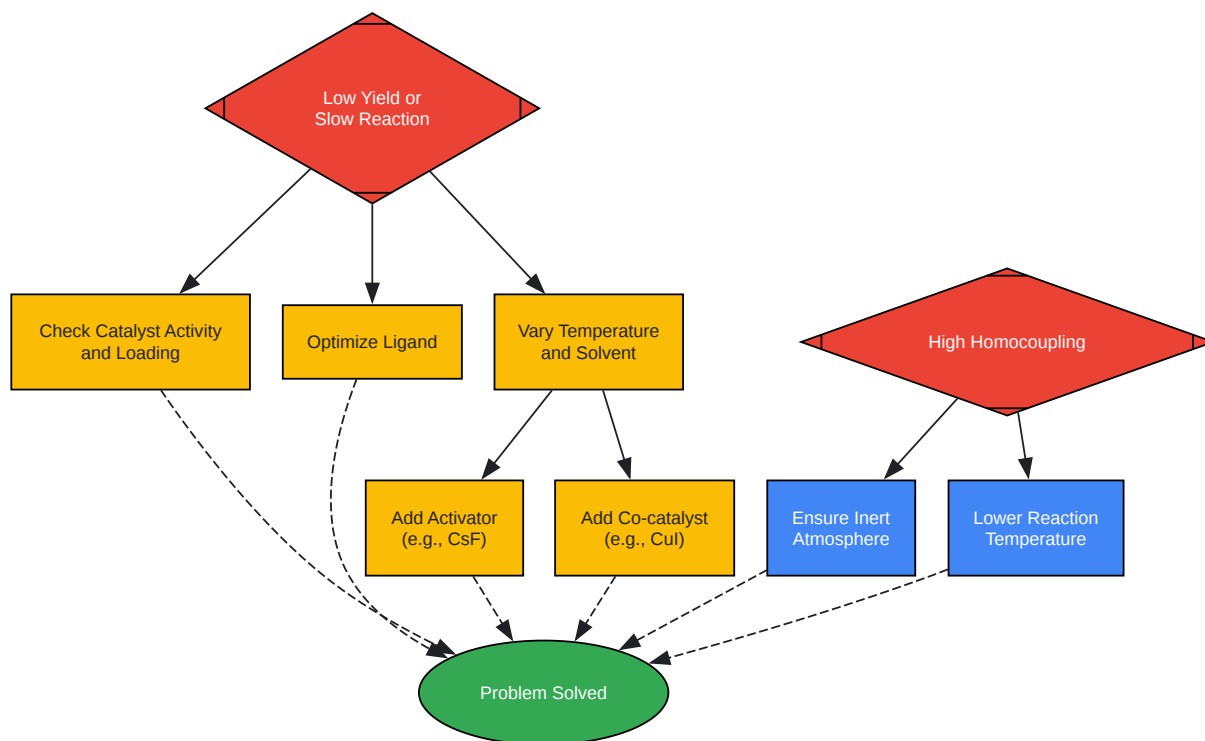 Low Yield or
Slow Reaction
Check Catalyst Activity
and Loading
Optimize Ligand
Vary Temperature
and Solvent
High Homocoupling
Add Activator
(e.g., CsF)
Add Co-catalyst
(e.g., CuI)
Ensure Inert
Atmosphere
Lower Reaction
Temperature
Problem Solved